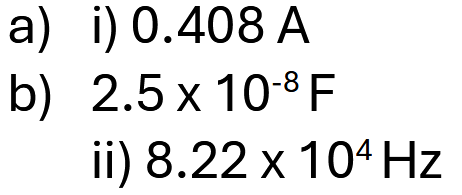 a) i) 0.408 A
b) 2.5 x 10⁻⁸ F
ii) 8.22 x 10⁴ Hz